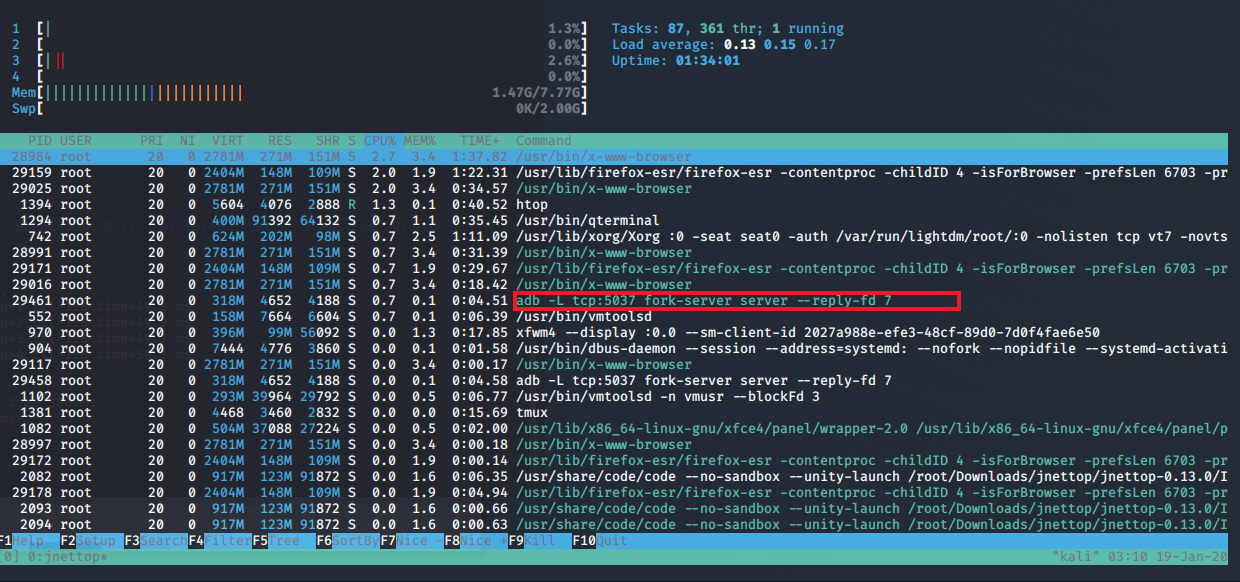 1 [| 1.3%] Tasks: 87, 361 thr; 1 running
2 [ 0.0%] Load average: 0.13 0.15 0.17
3 [||| 2.6%] Uptime: 01:34:01
4 [ 0.0%]
Mem[||||||||||||||||||||||||| 1.47G/7.77G]
Swp[ 0K/2.00G]
PID USER PRI NI VIRT RES SHR S CPU% MEM% TIME+ Command
28984 root 20 0 2781M 271M 151M S 2.7 3.4 1:37.82 /usr/bin/x-www-browser
29159 root 20 0 2404M 148M 109M S 2.0 1.9 1:22.31 /usr/lib/firefox-esr/firefox-esr -contentproc -childID 4 -isForBrowser -prefsLen 6703 -pr
29025 root 20 0 2781M 271M 151M S 2.0 3.4 0:34.57 /usr/bin/x-www-browser
1394 root 20 0 5604 4076 2888 R 1.3 0.1 0:40.52 htop
1294 root 20 0 400M 91392 64132 S 0.7 1.1 0:35.45 /usr/bin/qterminal
742 root 20 0 624M 202M 98M S 0.7 2.5 1:11.09 /usr/lib/xorg/Xorg :0 -seat seat0 -auth /var/run/lightdm/root/:0 -nolisten tcp vt7 -novts
28991 root 20 0 2781M 271M 151M S 0.7 3.4 0:31.39 /usr/bin/x-www-browser
29171 root 20 0 2404M 148M 109M S 0.7 1.9 0:29.67 /usr/lib/firefox-esr/firefox-esr -contentproc -childID 4 -isForBrowser -prefsLen 6703 -pr
29016 root 20 0 2781M 271M 151M S 0.7 3.4 0:18.42 /usr/bin/x-www-browser
29461 root 20 0 318M 4652 4188 S 0.7 0.1 0:04.51 adb -L tcp:5037 fork-server server --reply-fd 7
552 root 20 0 158M 7664 6604 S 0.7 0.1 0:06.39 /usr/bin/vmtoolsd
970 root 20 0 396M 99M 56092 S 0.0 1.3 0:17.85 xfwm4 --display :0.0 --sm-client-id 2027a988e-efe3-48cf-89d0-7d0f4fae6e50
904 root 20 0 7444 4776 3860 S 0.0 0.1 0:01.58 /usr/bin/dbus-daemon --session --address=systemd: --nofork --nopidfile --systemd-activati
29117 root 20 0 2781M 271M 151M S 0.0 3.4 0:00.17 /usr/bin/x-www-browser
29458 root 20 0 318M 4652 4188 S 0.0 0.1 0:04.58 adb -L tcp:5037 fork-server server --reply-fd 7
1102 root 20 0 293M 39964 29792 S 0.0 0.5 0:06.77 /usr/bin/vmtoolsd -n vmusr --blockFd 3
1381 root 20 0 4468 3460 2832 S 0.0 0.0 0:15.69 tmux
1082 root 20 0 504M 37088 27224 S 0.0 0.5 0:02.00 /usr/lib/x86_64-linux-gnu/xfce4/panel/wrapper-2.0 /usr/lib/x86_64-linux-gnu/xfce4/panel/p
28997 root 20 0 2781M 271M 151M S 0.0 3.4 0:00.18 /usr/bin/x-www-browser
29172 root 20 0 2404M 148M 109M S 0.0 1.9 0:00.14 /usr/lib/firefox-esr/firefox-esr -contentproc -childID 4 -isForBrowser -prefsLen 6703 -pr
2082 root 20 0 917M 123M 91872 S 0.0 1.6 0:06.35 /usr/share/code/code --no-sandbox --unity-launch /root/Downloads/jnettop/jnettop-0.13.0/I
29178 root 20 0 2404M 148M 109M S 0.0 1.9 0:04.94 /usr/lib/firefox-esr/firefox-esr -contentproc -childID 4 -isForBrowser -prefsLen 6703 -pr
2093 root 20 0 917M 123M 91872 S 0.0 1.6 0:00.66 /usr/share/code/code --no-sandbox --unity-launch /root/Downloads/jnettop/jnettop-0.13.0/I
2094 root 20 0 917M 123M 91872 S 0.0 1.6 0:00.63 /usr/share/code/code --no-sandbox --unity-launch /root/Downloads/jnettop/jnettop-0.13.0/I
F1Help F2Setup F3SearchF4FilterF5Tree F6SortByF7Nice -F8Nice +F9Kill F10Quit
[0] 0:jnettop* "kali" 03:10 19-Jan-20